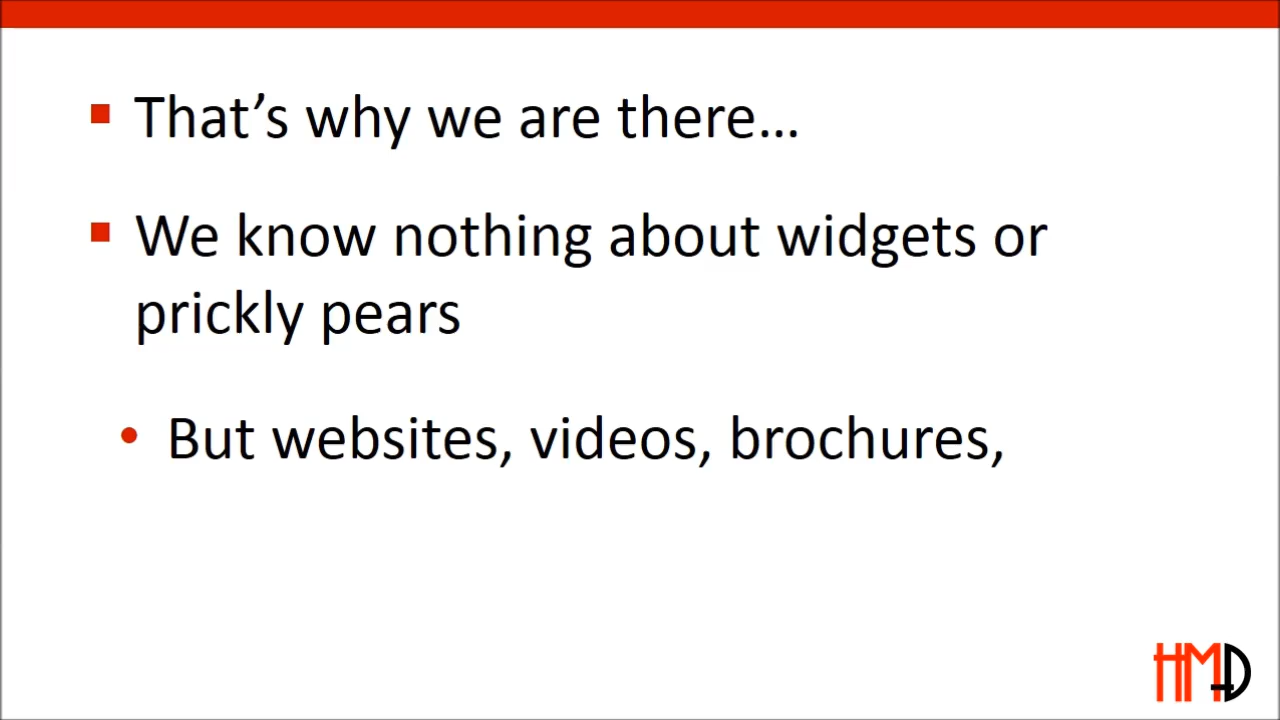 That’s why we are there…
We know nothing about widgets or
prickly pears
But websites, videos, brochures,
HMD